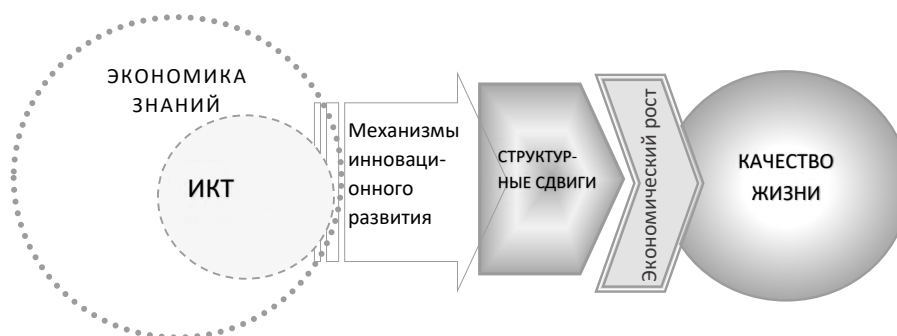 ЭКОНОМИКА
ЗНАНИЙ
ИКТ
Механизмы
инноваци-
онного
развития
СТРУКТУР-
НЫЕ СДВИГИ
Экономический рост
КАЧЕСТВО
ЖИЗНИ